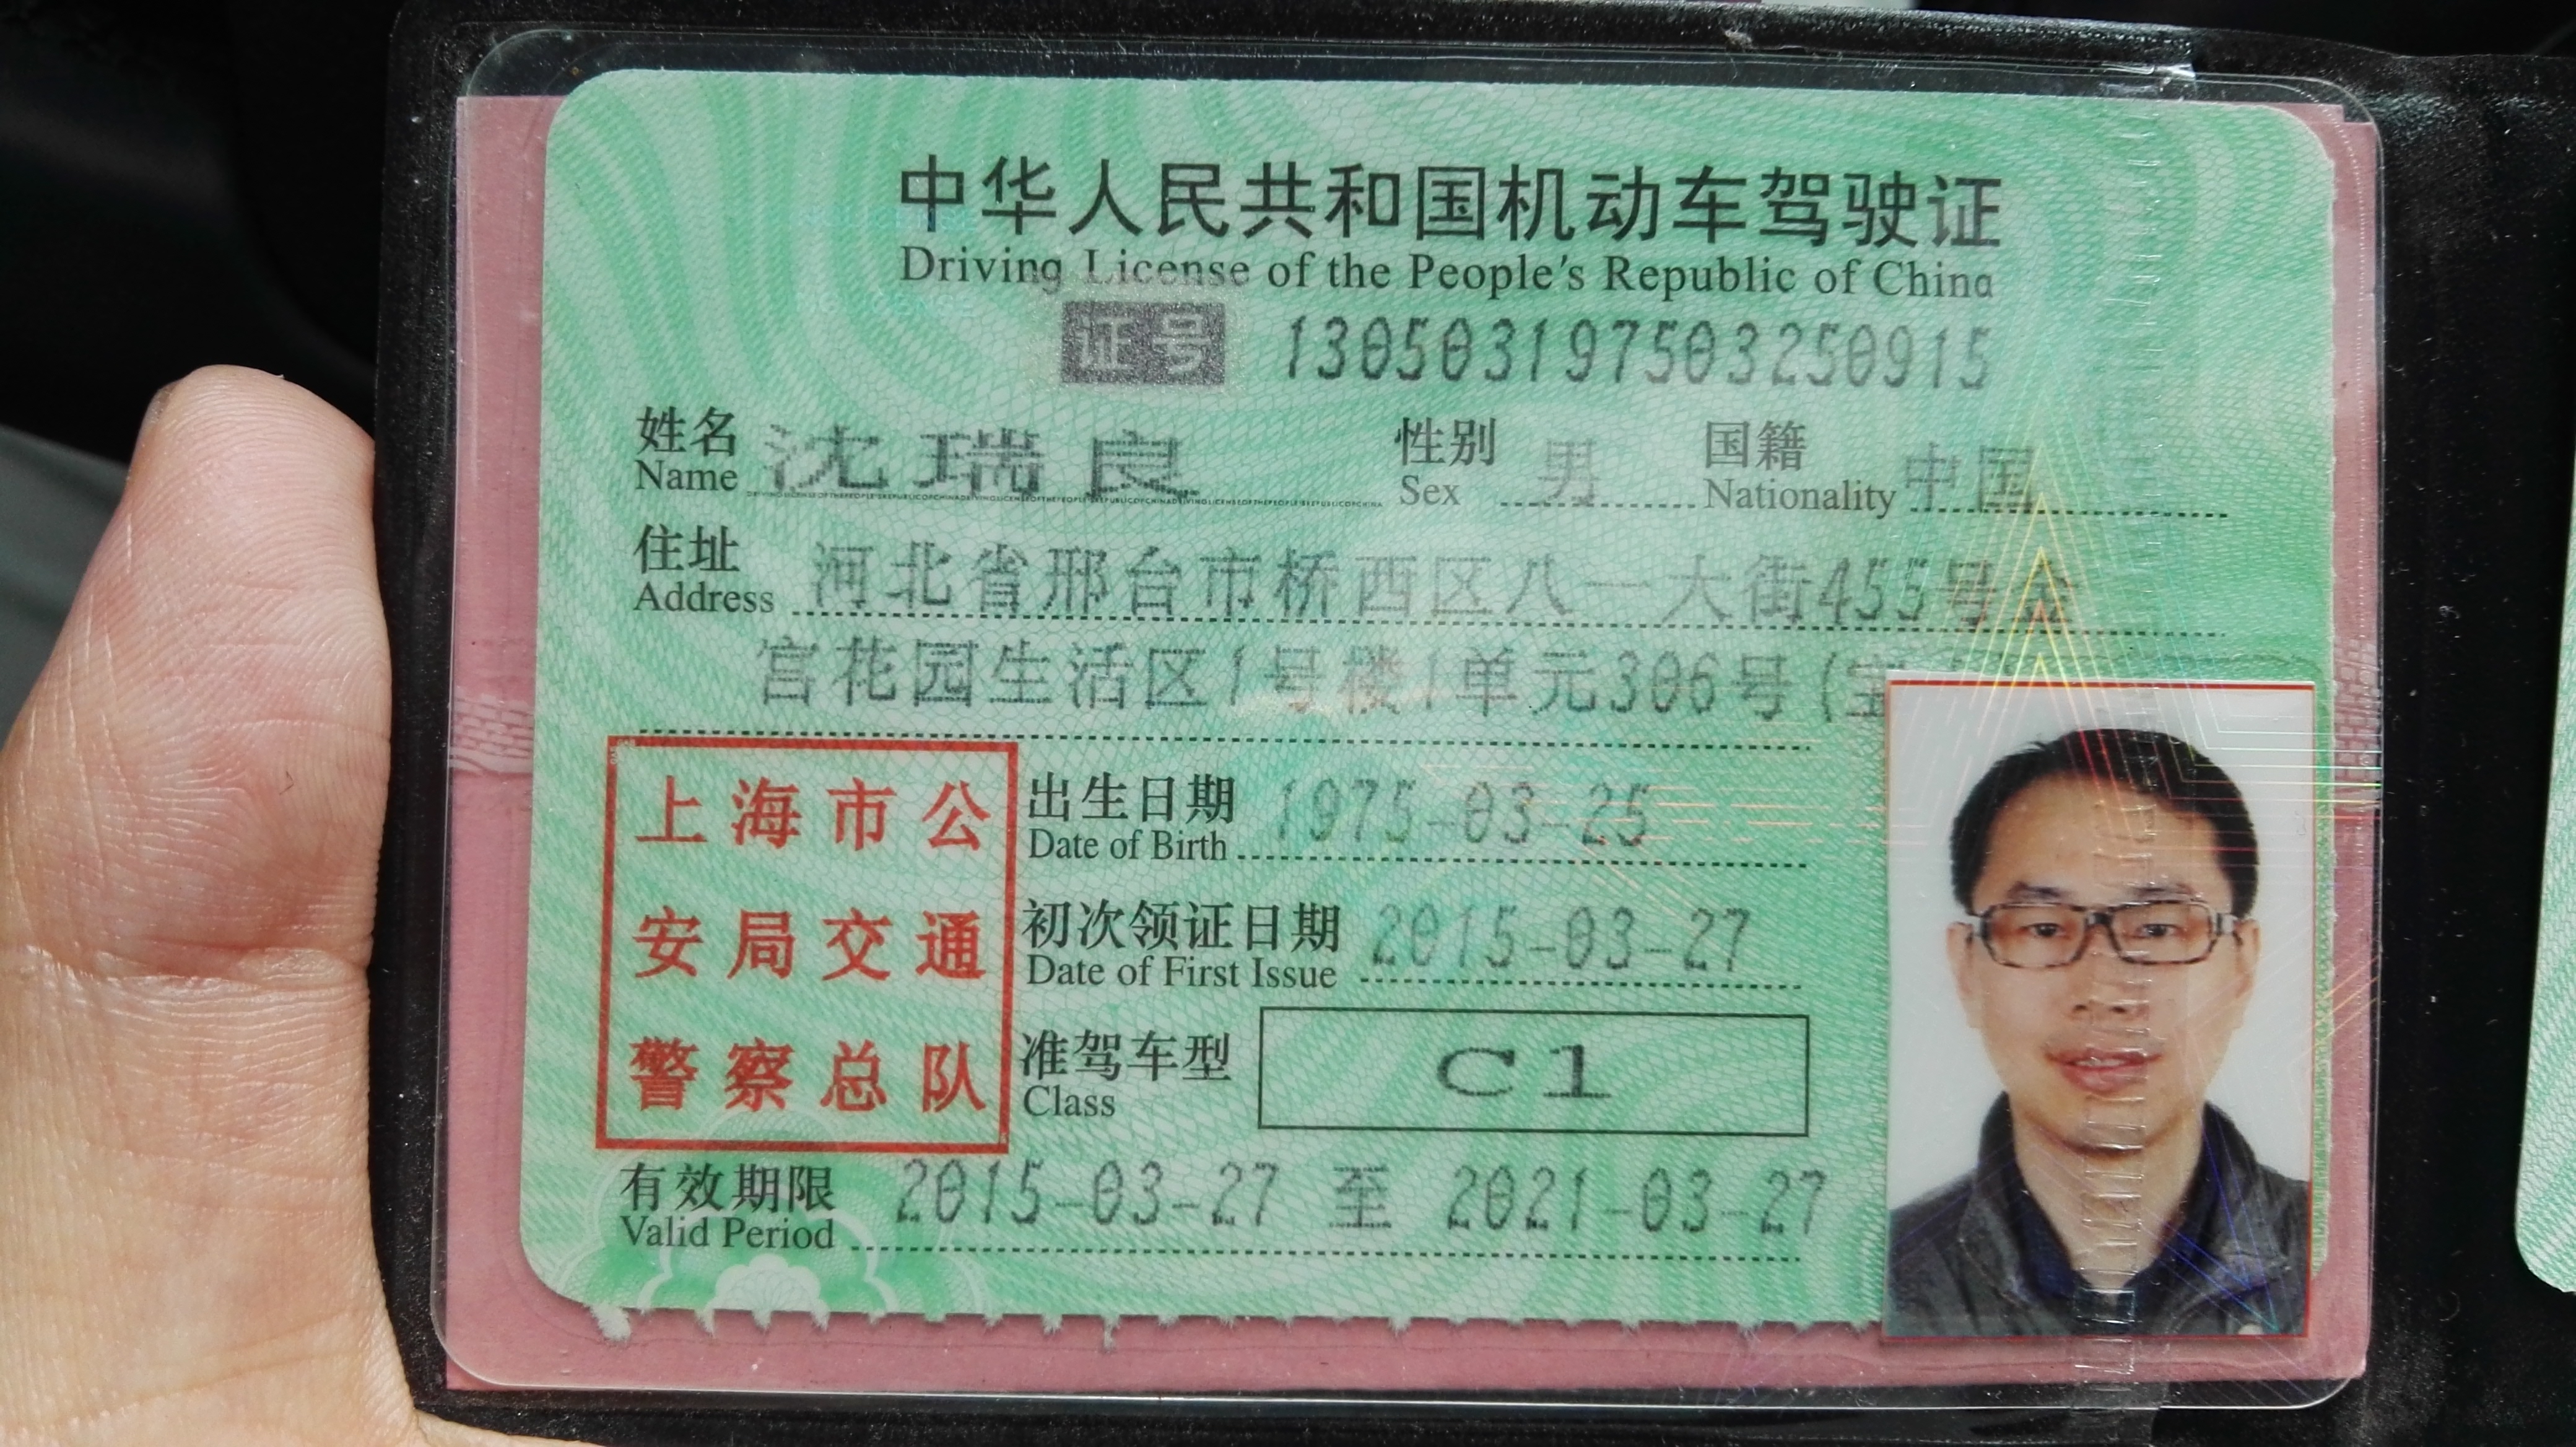 中华人民共和国机动车驾驶证
Driving License of the People's Republic of China
证号 130503197503250915
姓名 沈瑞良 性别 男 国籍 中国
Name Sex Nationality
住址 河北省邢台市桥西区八一大街455号金
Address
宫花园生活区1号楼1单元306号(宝
上海市公
安局交通
警察总队
出生日期 1975-03-25
Date of Birth
初次领证日期 2015-03-27
Date of First Issue
准驾车型 C1
Class
有效期限 2015-03-27 至 2021-03-27
Valid Period